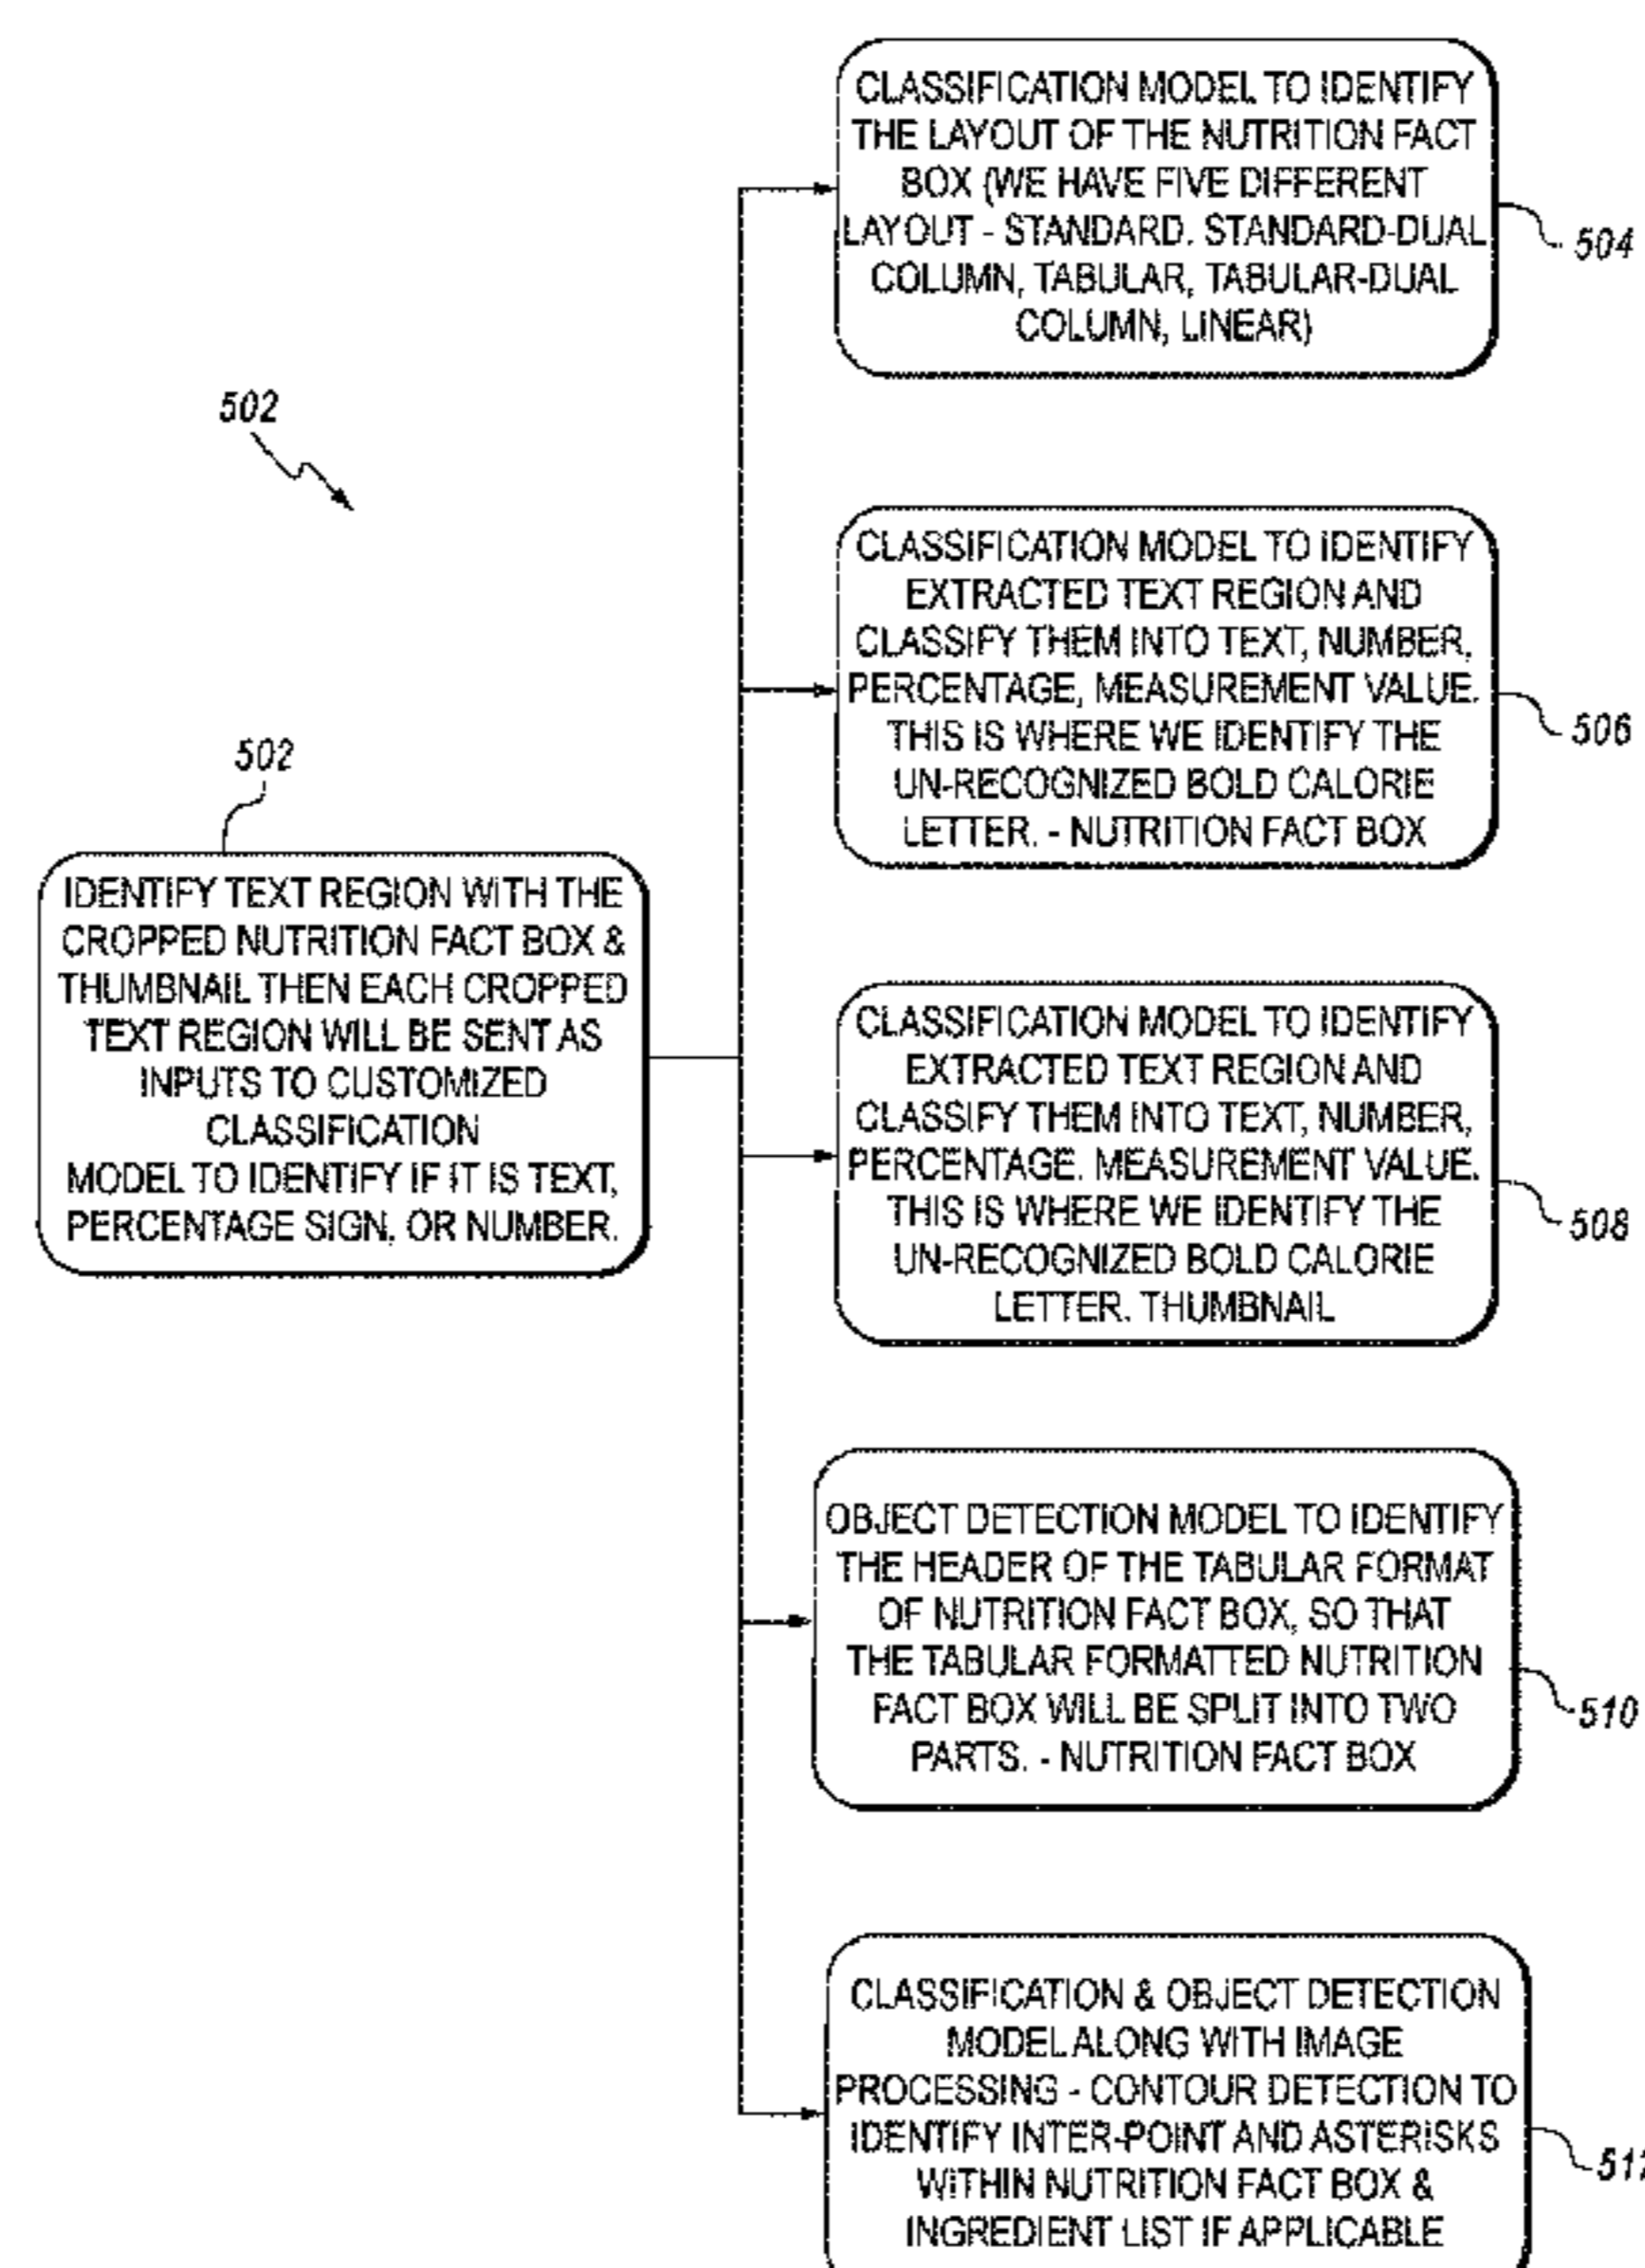 CLASSIFICATION MODEL TO IDENTIFY
THE LAYOUT OF THE NUTRITION FACT
BOX (WE HAVE FIVE DIFFERENT
LAYOUT - STANDARD. STANDARD-DUAL
COLUMN, TABULAR, TABULAR-DUAL
COLUMN, LINEAR)
504
502
CLASSIFICATION MODEL TO IDENTIFY
EXTRACTED TEXT REGION AND
CLASSIFY THEM INTO TEXT, NUMBER,
PERCENTAGE, MEASUREMENT VALUE.
THIS IS WHERE WE IDENTIFY THE
UN-RECOGNIZED BOLD CALORIE
LETTER. - NUTRITION FACT BOX
506
502
IDENTIFY TEXT REGION WITH THE
CROPPED NUTRITION FACT BOX &
THUMBNAIL THEN EACH CROPPED
TEXT REGION WILL BE SENT AS
INPUTS TO CUSTOMIZED
CLASSIFICATION
MODEL TO IDENTIFY IF IT IS TEXT,
PERCENTAGE SIGN, OR NUMBER.
CLASSIFICATION MODEL TO IDENTIFY
EXTRACTED TEXT REGION AND
CLASSIFY THEM INTO TEXT, NUMBER,
PERCENTAGE. MEASUREMENT VALUE.
THIS IS WHERE WE IDENTIFY THE
UN-RECOGNIZED BOLD CALORIE
LETTER. THUMBNAIL
508
OBJECT DETECTION MODEL TO IDENTIFY
THE HEADER OF THE TABULAR FORMAT
OF NUTRITION FACT BOX, SO THAT
THE TABULAR FORMATTED NUTRITION
FACT BOX WILL BE SPLIT INTO TWO
PARTS. - NUTRITION FACT BOX
510
CLASSIFICATION & OBJECT DETECTION
MODEL ALONG WITH IMAGE
PROCESSING - CONTOUR DETECTION TO
IDENTIFY INTER-POINT AND ASTERISKS
WITHIN NUTRITION FACT BOX &
INGREDIENT LIST IF APPLICABLE
512